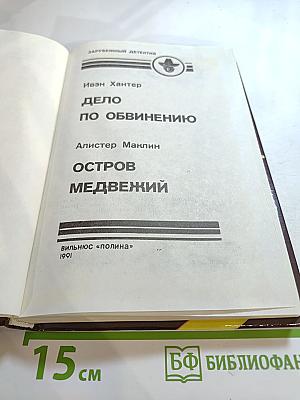 ЗАРУБЕЖНЫЙ ДЕТЕКТИВ
Ивэн Хантер
ДЕЛО
ПО ОБВИНЕНИЮ
Алистер Маклин
ОСТРОВ
МЕДВЕЖИЙ
ВИЛЬНЮС «ПОЛИНА»
1991
15 см
БФ БИБЛИОФАН